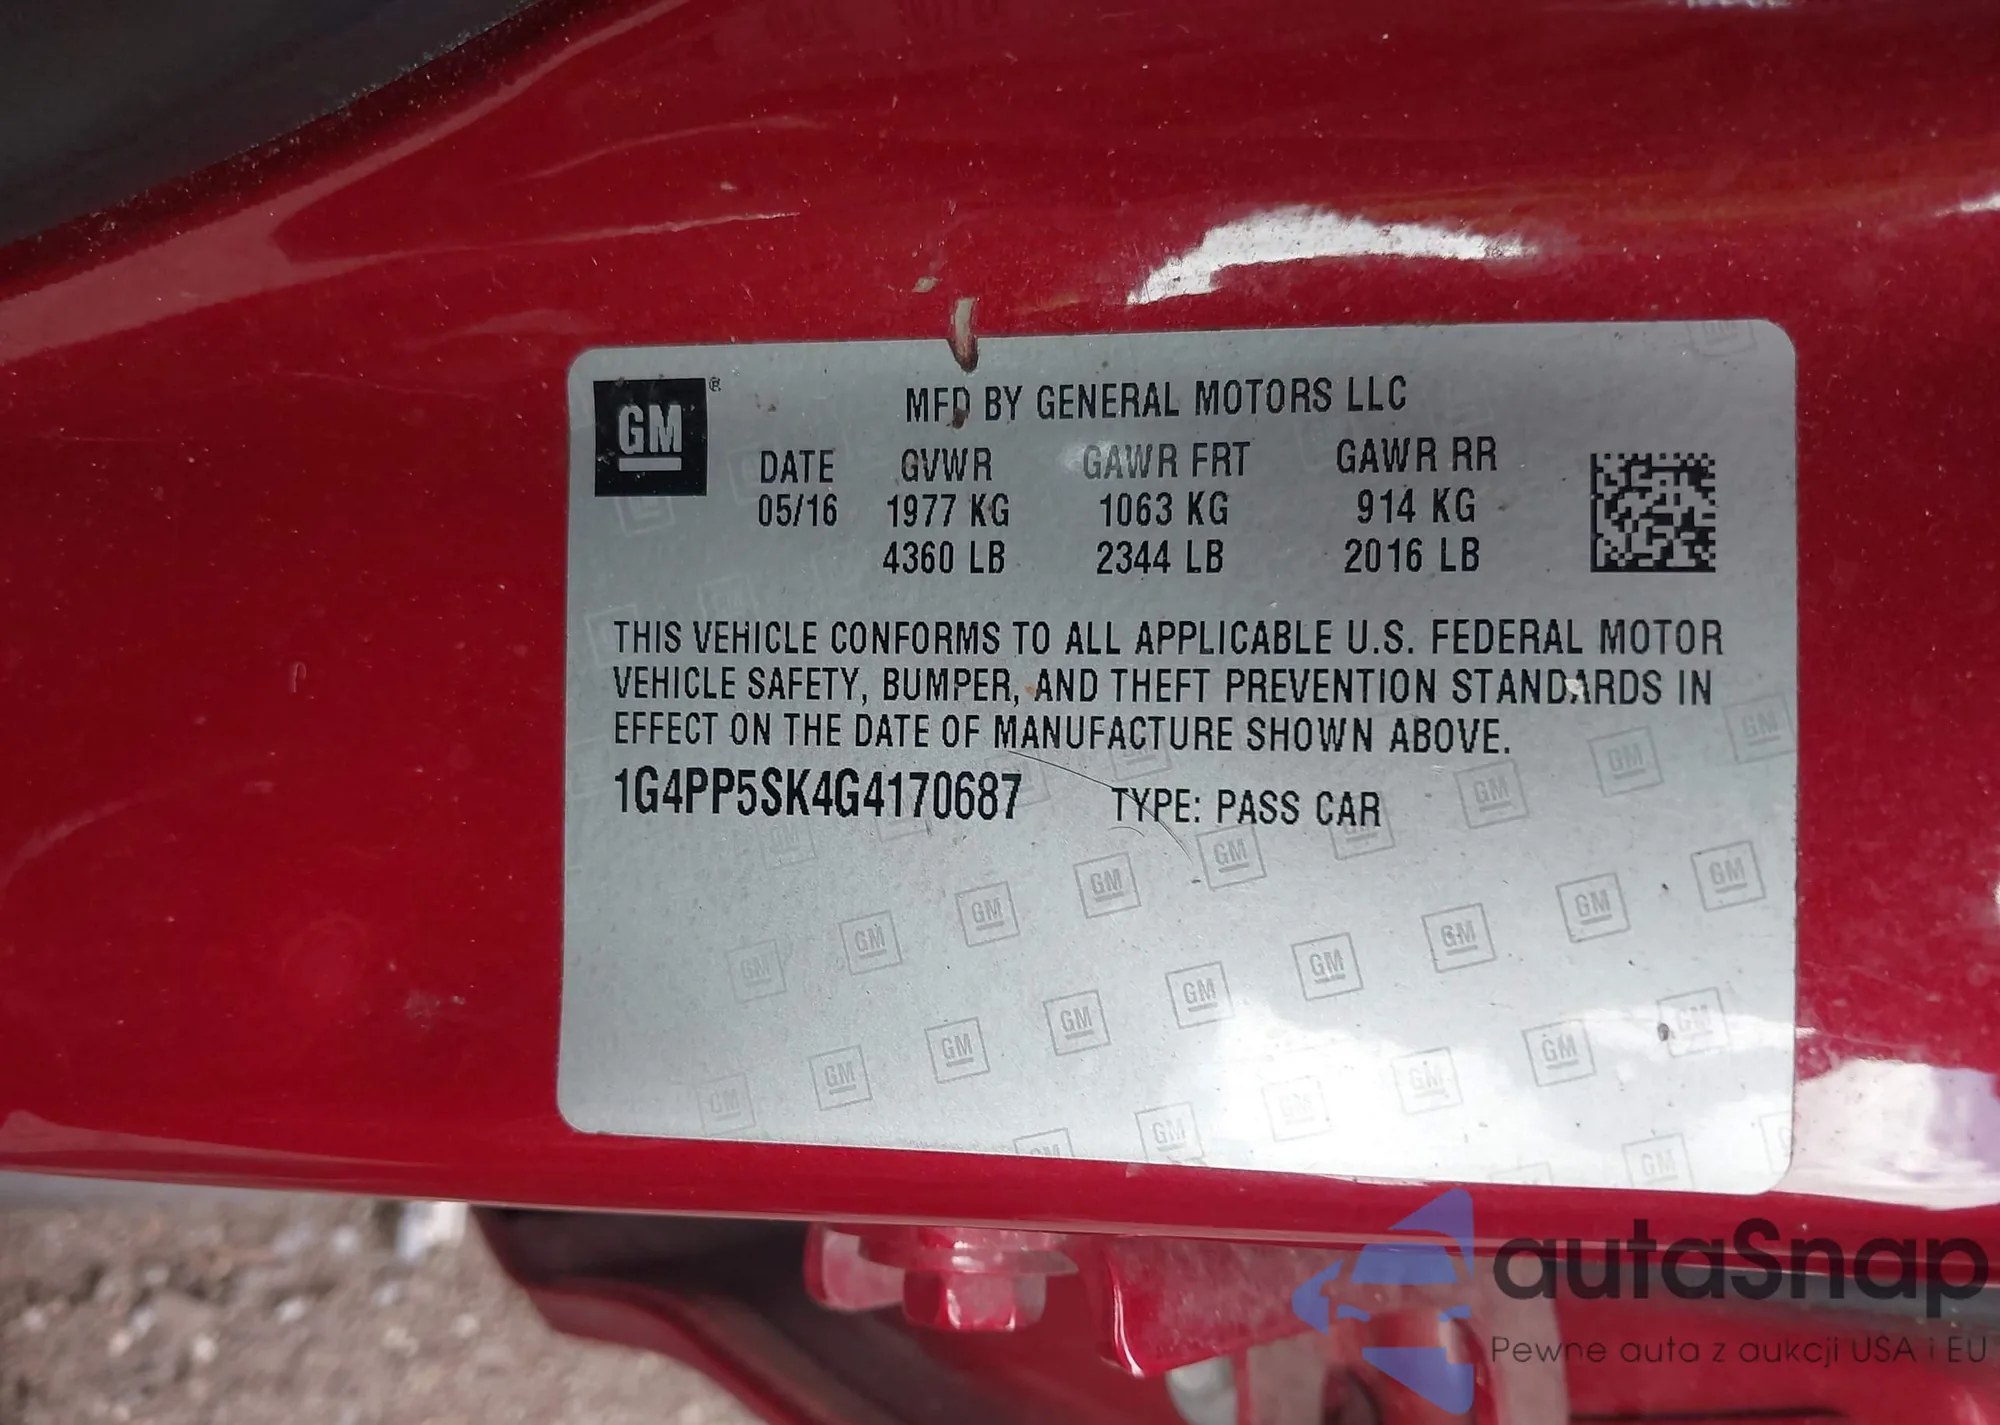 GM ®
MFD BY GENERAL MOTORS LLC
DATE GVWR GAWR FRT GAWR RR
05/16 1977 KG 1063 KG 914 KG
4360 LB 2344 LB 2016 LB
THIS VEHICLE CONFORMS TO ALL APPLICABLE U.S. FEDERAL MOTOR
VEHICLE SAFETY, BUMPER, AND THEFT PREVENTION STANDARDS IN
EFFECT ON THE DATE OF MANUFACTURE SHOWN ABOVE.
1G4PP5SK4G4170687 TYPE: PASS CAR
autaSnap
Pewne auta z aukcji USA i EU